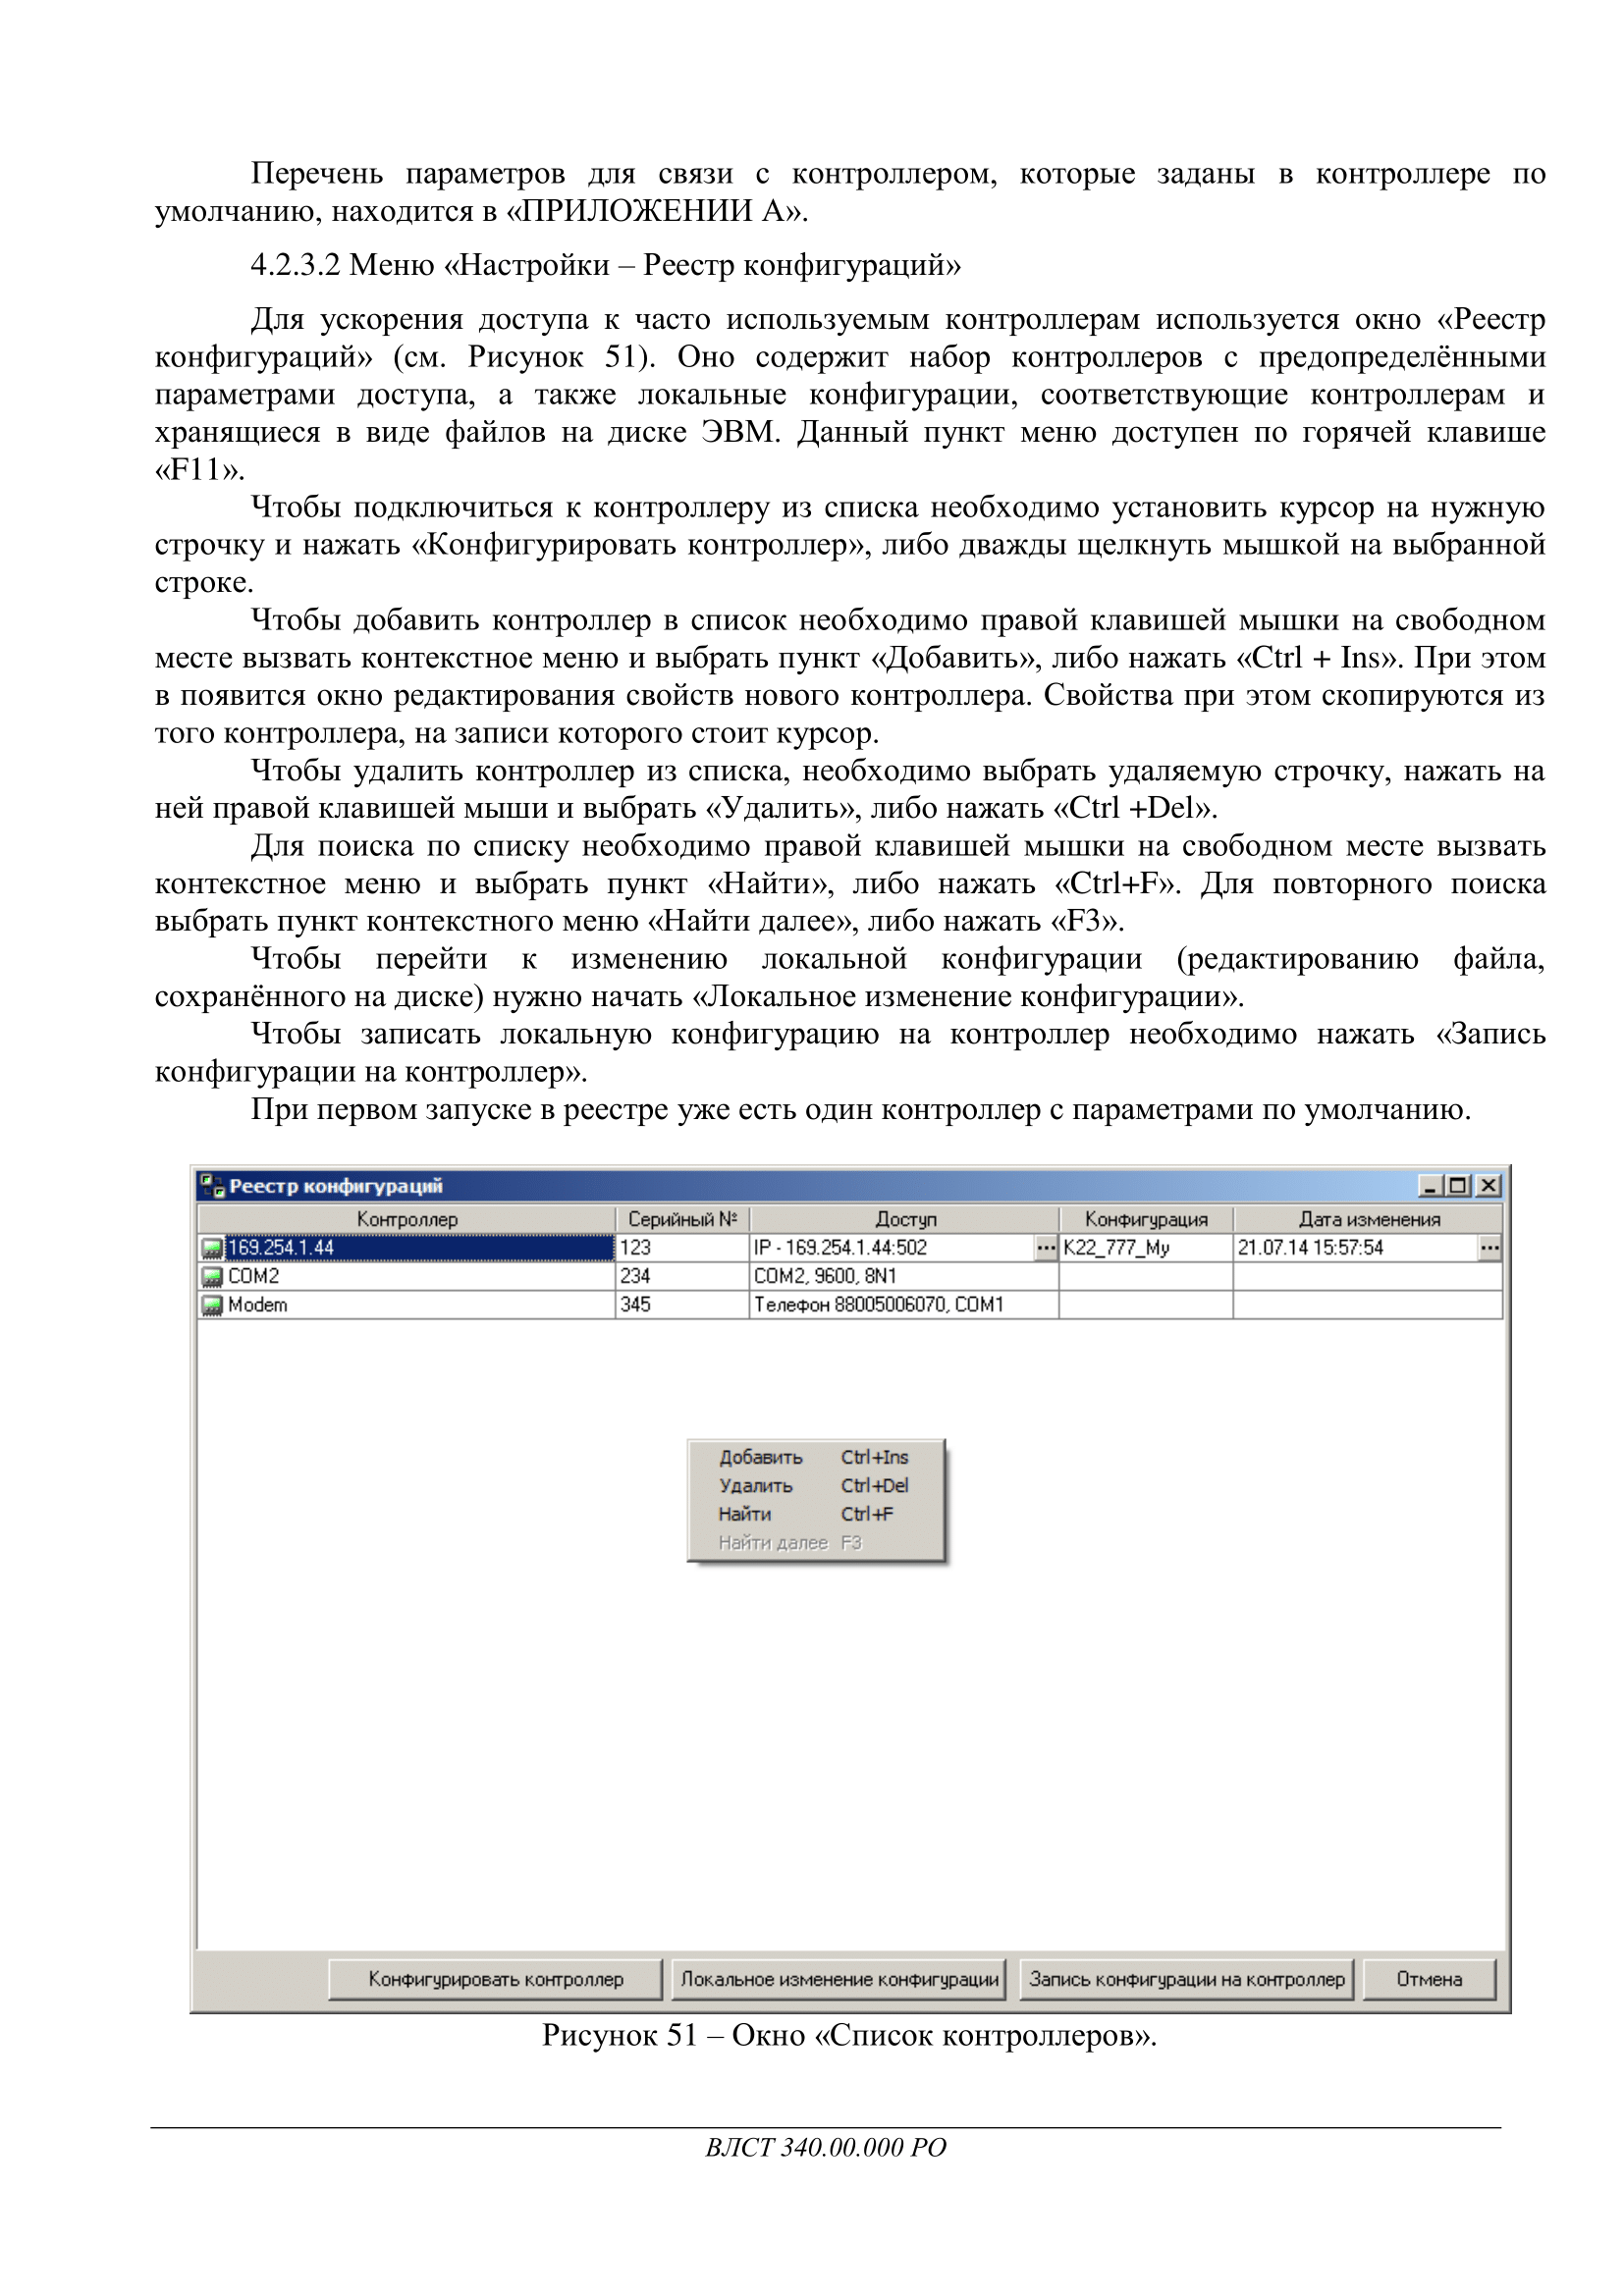 Перечень параметров для связи с контроллером, которые заданы в контроллере по
умолчанию, находится в «ПРИЛОЖЕНИИ А».
4.2.3.2 Меню «Настройки – Реестр конфигураций»
Для ускорения доступа к часто используемым контроллерам используется окно «Реестр
конфигураций» (см. Рисунок 51). Оно содержит набор контроллеров с предопределёнными
параметрами доступа, а также локальные конфигурации, соответствующие контроллерам и
хранящиеся в виде файлов на диске ЭВМ. Данный пункт меню доступен по горячей клавише
«F11».
Чтобы подключиться к контроллеру из списка необходимо установить курсор на нужную
строчку и нажать «Конфигурировать контроллер», либо дважды щелкнуть мышкой на выбранной
строке.
Чтобы добавить контроллер в список необходимо правой клавишей мышки на свободном
месте вызвать контекстное меню и выбрать пункт «Добавить», либо нажать «Ctrl + Ins». При этом
в появится окно редактирования свойств нового контроллера. Свойства при этом скопируются из
того контроллера, на записи которого стоит курсор.
Чтобы удалить контроллер из списка, необходимо выбрать удаляемую строчку, нажать на
ней правой клавишей мыши и выбрать «Удалить», либо нажать «Ctrl +Del».
Для поиска по списку необходимо правой клавишей мышки на свободном месте вызвать
контекстное меню и выбрать пункт «Найти», либо нажать «Ctrl+F». Для повторного поиска
выбрать пункт контекстного меню «Найти далее», либо нажать «F3».
Чтобы перейти к изменению локальной конфигурации (редактированию файла,
сохранённого на диске) нужно начать «Локальное изменение конфигурации».
Чтобы записать локальную конфигурацию на контроллер необходимо нажать «Запись
конфигурации на контроллер».
При первом запуске в реестре уже есть один контроллер с параметрами по умолчанию.
Реестр конфигураций
Контроллер Серийный № Доступ Конфигурация Дата изменения
169.254.1.44 123 IP - 169.254.1.44:502 ... K22_777_My 21.07.14 15:57:54 ...
COM2 234 COM2, 9600, 8N1
Modem 345 Телефон 88005006070, COM1
Добавить Ctrl+Ins
Удалить Ctrl+Del
Найти Ctrl+F
Найти далее F3
Конфигурировать контроллер Локальное изменение конфигурации Запись конфигурации на контроллер Отмена
Рисунок 51 – Окно «Список контроллеров».
ВЛСТ 340.00.000 РО